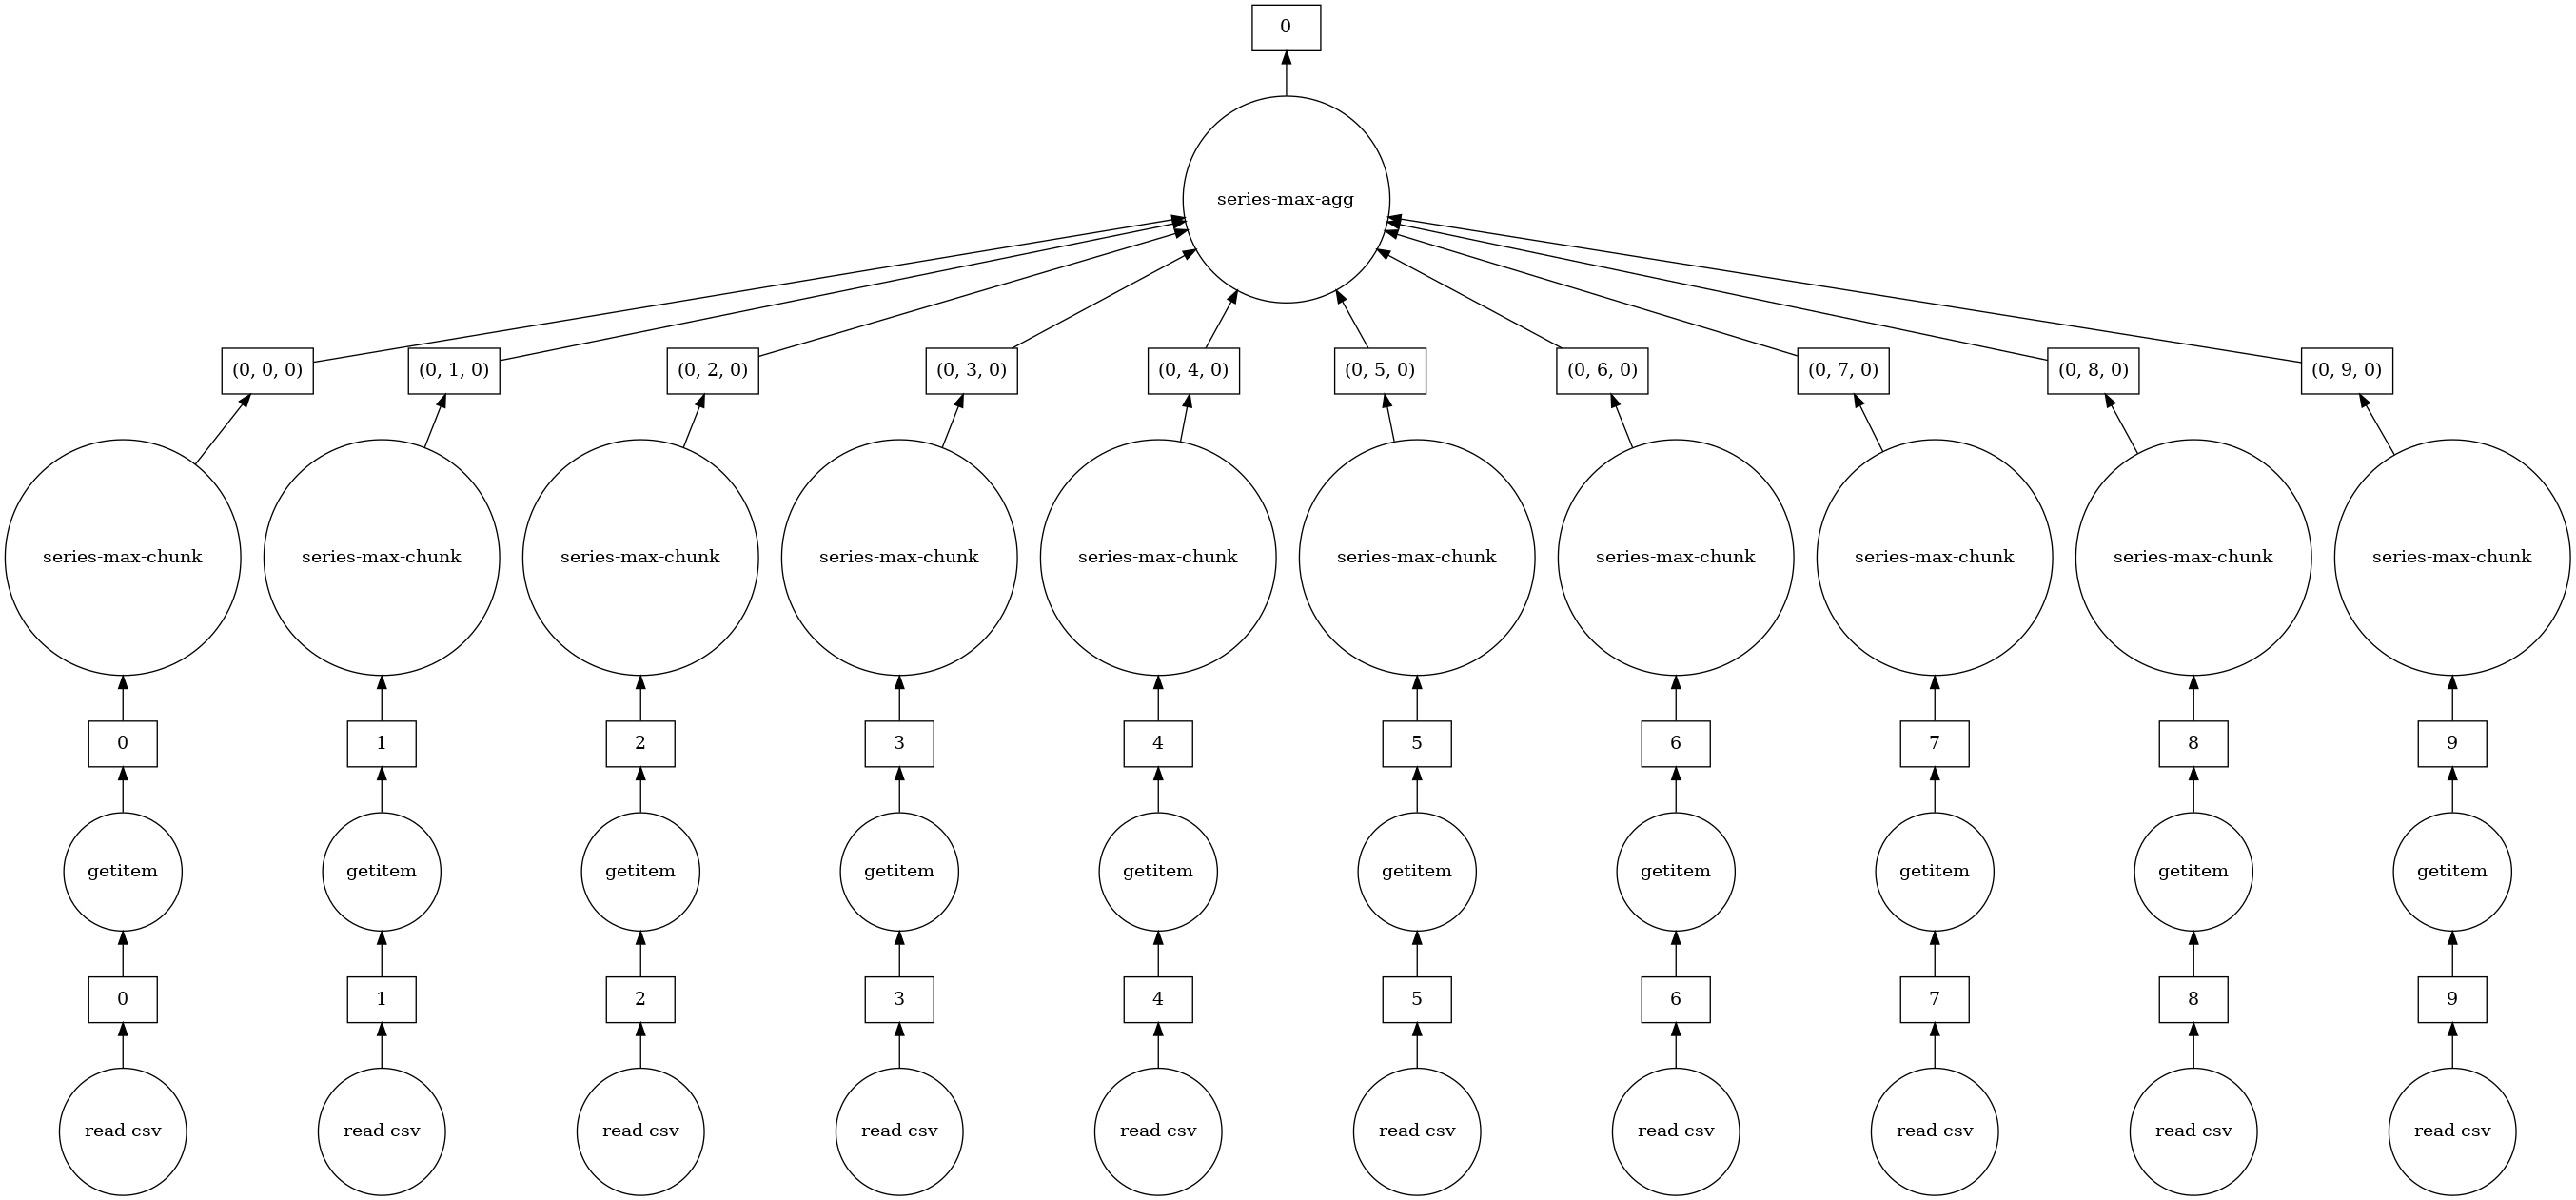 0
series-max-agg
(0, 0, 0) (0, 1, 0) (0, 2, 0) (0, 3, 0) (0, 4, 0) (0, 5, 0) (0, 6, 0) (0, 7, 0) (0, 8, 0) (0, 9, 0)
series-max-chunk series-max-chunk series-max-chunk series-max-chunk series-max-chunk series-max-chunk series-max-chunk series-max-chunk series-max-chunk series-max-chunk
0 1 2 3 4 5 6 7 8 9
getitem getitem getitem getitem getitem getitem getitem getitem getitem getitem
0 1 2 3 4 5 6 7 8 9
read-csv read-csv read-csv read-csv read-csv read-csv read-csv read-csv read-csv read-csv